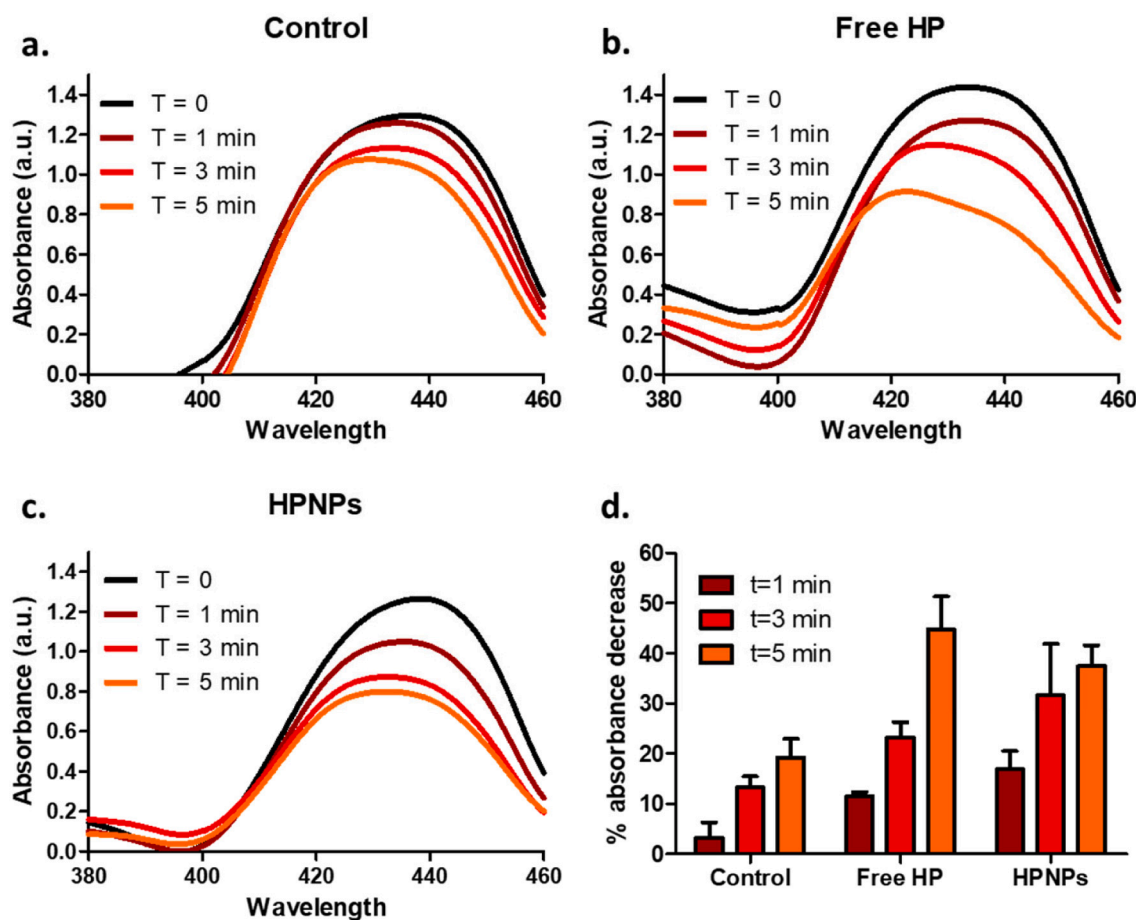 a.
Control
Absorbance (a.u.)
1.4
1.2
1.0
0.8
0.6
0.4
0.2
0.0
T = 0
T = 1 min
T = 3 min
T = 5 min
380
400
420
440
460
Wavelength
b.
Free HP
Absorbance (a.u.)
1.4
1.2
1.0
0.8
0.6
0.4
0.2
0.0
T = 0
T = 1 min
T = 3 min
T = 5 min
380
400
420
440
460
Wavelength
c.
HPNPs
Absorbance (a.u.)
1.4
1.2
1.0
0.8
0.6
0.4
0.2
0.0
T = 0
T = 1 min
T = 3 min
T = 5 min
380
400
420
440
460
Wavelength
d.
% absorbance decrease
60
50
40
30
20
10
0
t=1 min
t=3 min
t=5 min
Control
Free HP
HPNPs